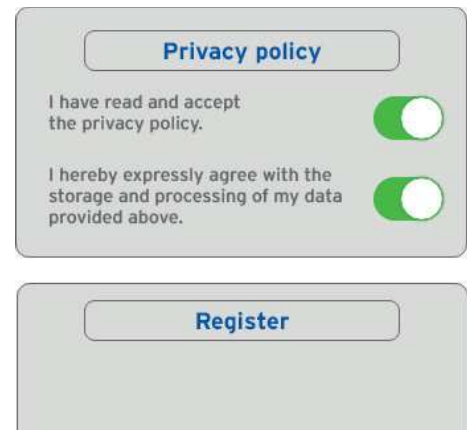 Privacy policy
I have read and accept
the privacy policy.
I hereby expressly agree with the
storage and processing of my data
provided above.
Register